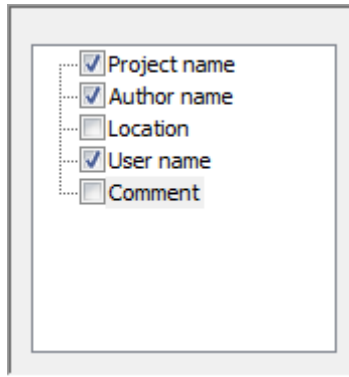 Project name
Author name
Location
User name
Comment